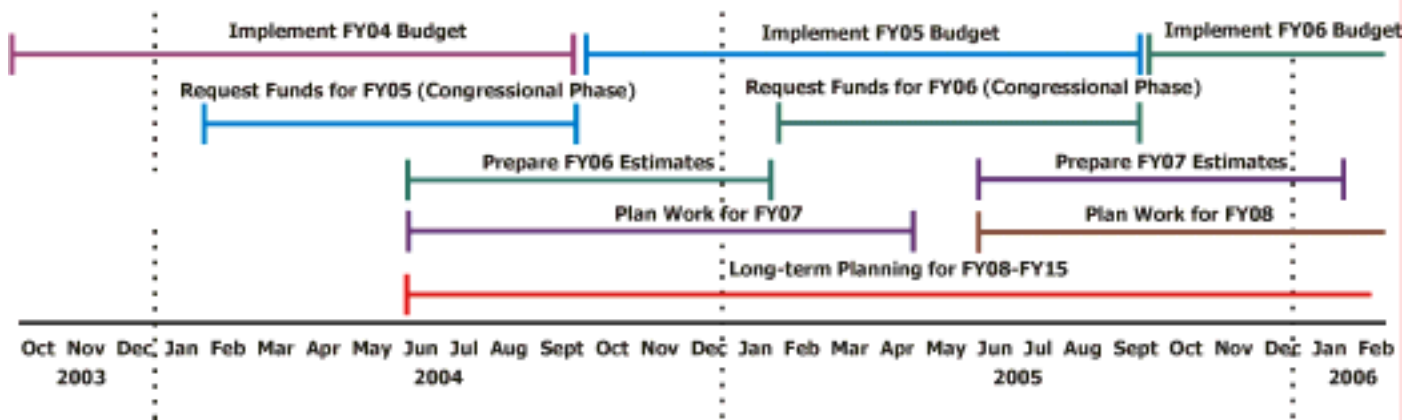 Implement FY04 Budget
Implement FY05 Budget
Implement FY06 Budget
Request Funds for FY05 (Congressional Phase)
Request Funds for FY06 (Congressional Phase)
Prepare FY06 Estimates
Prepare FY07 Estimates
Plan Work for FY07
Plan Work for FY08
Long-term Planning for FY08-FY15
Oct Nov Dec Jan Feb Mar Apr May Jun Jul Aug Sept Oct Nov Dec Jan Feb Mar Apr May Jun Jul Aug Sept Oct Nov Dec Jan Feb
2003 2004 2005 2006